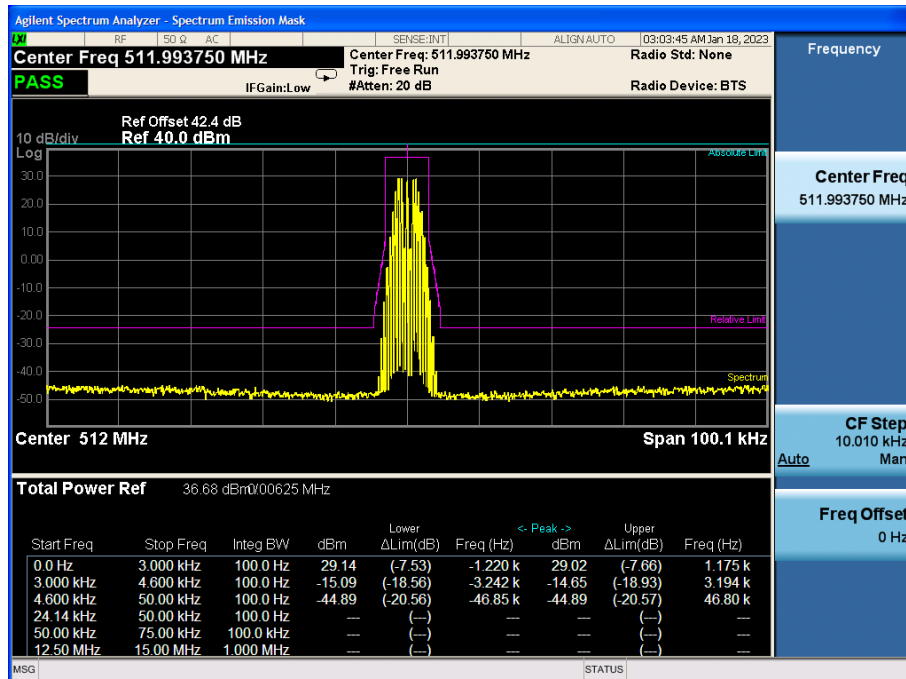 Agilent Spectrum Analyzer - Spectrum Emission Mask
LXI RF 50 Ω AC SENSE:INT ALIGN AUTO 03:03:45 AM Jan 18, 2023
Center Freq 511.993750 MHz
Center Freq: 511.993750 MHz
Radio Std: None
Trig: Free Run
PASS
IFGain:Low
#Atten: 20 dB
Radio Device: BTS
Ref Offset 42.4 dB
10 dB/div Ref 40.0 dBm
Log
Absolute Limit
30.0
20.0
10.0
0.00
-10.0
-20.0
Relative Limit
-30.0
-40.0
Spectrum
-50.0
Center 512 MHz
Span 100.1 kHz
Total Power Ref 36.68 dBm/0.00625 MHz
Lower <- Peak -> Upper
Start Freq Stop Freq Integ BW dBm ΔLim(dB) Freq (Hz) dBm ΔLim(dB) Freq (Hz)
0.0 Hz 3.000 kHz 100.0 Hz 29.14 (-7.53) -1.220 k 29.02 (-7.66) 1.175 k
3.000 kHz 4.600 kHz 100.0 Hz -15.09 (-18.56) -3.242 k -14.65 (-18.93) 3.194 k
4.600 kHz 50.00 kHz 100.0 Hz -44.89 (-20.56) -46.85 k -44.89 (-20.57) 46.80 k
24.14 kHz 50.00 kHz 100.0 Hz --- (---) --- --- (---) ---
50.00 kHz 75.00 kHz 100.0 kHz --- (---) --- --- (---) ---
12.50 MHz 15.00 MHz 1.000 MHz --- (---) --- --- (---) ---
MSG STATUS
Frequency
Center Freq
511.993750 MHz
CF Step
10.010 kHz
Auto Man
Freq Offset
0 Hz